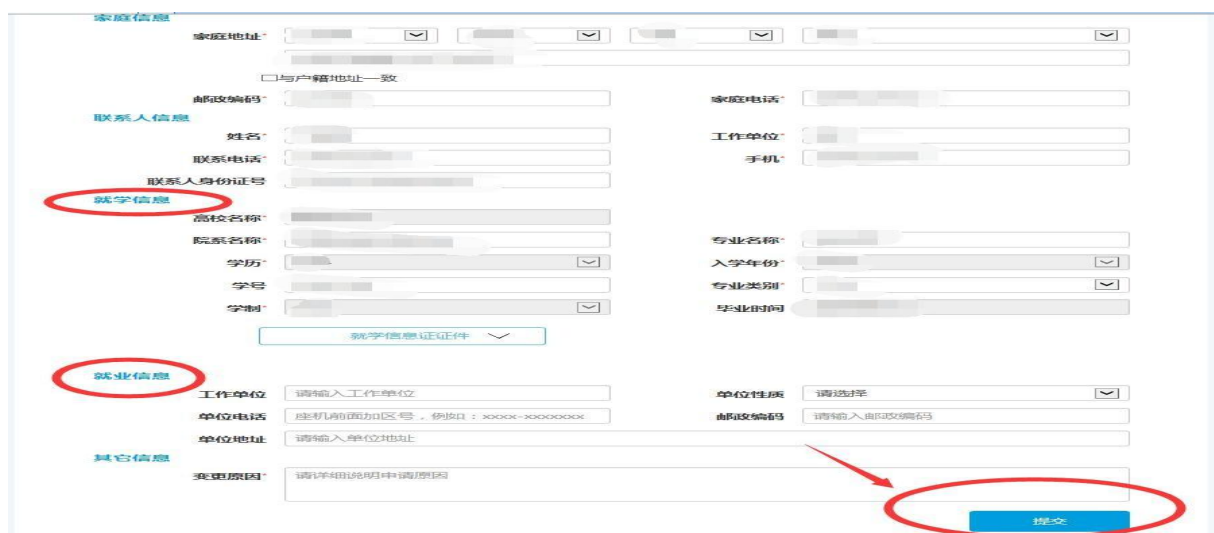 家庭信息
家庭地址*
与户籍地址一致
邮政编码* 家庭电话*
联系人信息
姓名* 工作单位*
联系电话* 手机*
联系人身份证号
就学信息
高校名称*
院系名称* 专业名称*
学历* 入学年份*
学号 专业类别*
学制* 毕业时间
就学信息证证件
就业信息
工作单位 请输入工作单位 单位性质 请选择
单位电话 座机前面加区号，例如：xxxx-xxxxxxx 邮政编码 请输入邮政编码
单位地址 请输入单位地址
其它信息
变更原因* 请详细说明申请原因
提交